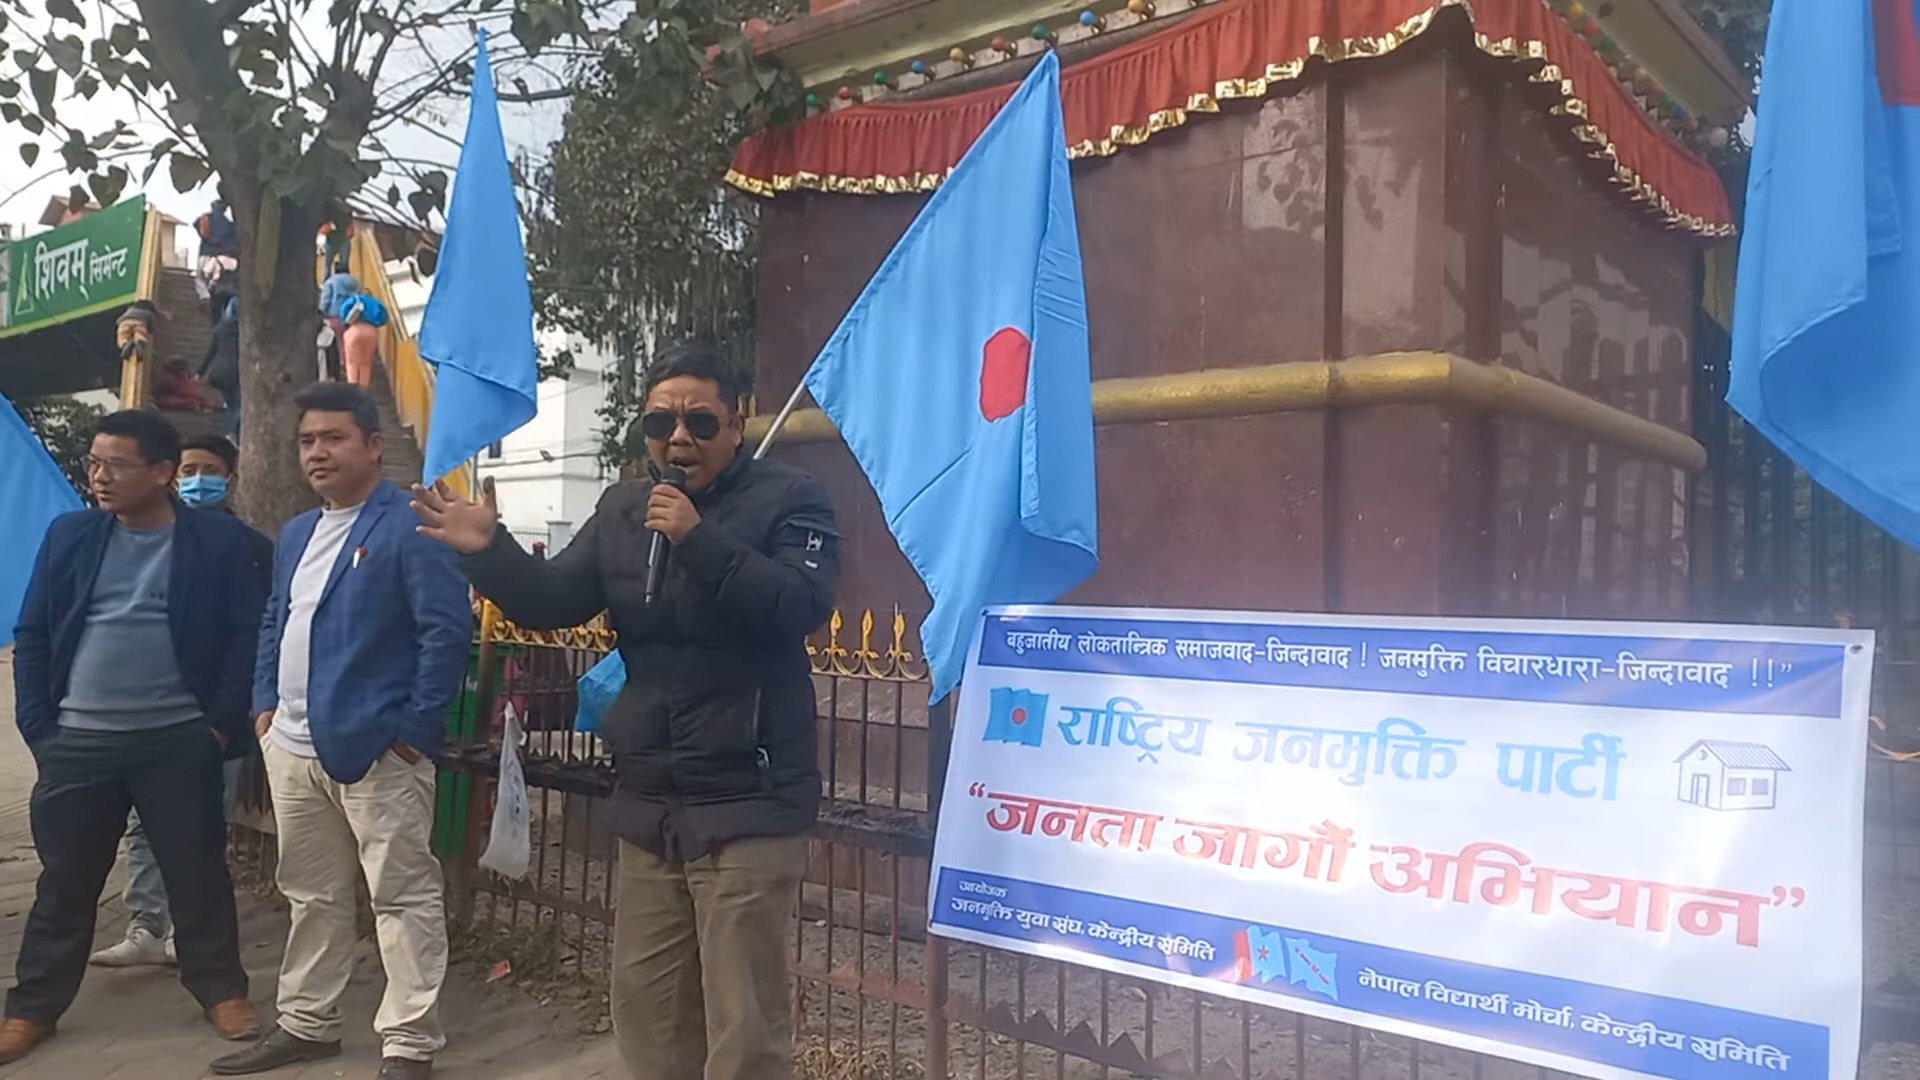 शिवम् सिमेन्ट
बहुजातीय लोकतान्त्रिक समाजवाद-जिन्दावाद ! जनमुक्ति विचारधारा-जिन्दावाद !!”
राष्ट्रिय जनमुक्ति पार्टी
“जनता जागौं अभियान”
आयोजक
जनमुक्ति युवा संघ, केन्द्रीय समिति
नेपाल विद्यार्थी मोर्चा, केन्द्रीय समिति